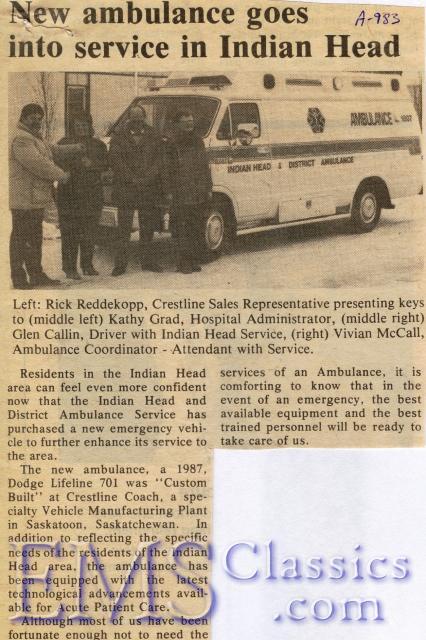 New ambulance goes
into service in Indian Head
A-983
AMBULANCE
INDIAN HEAD & DISTRICT AMBULANCE
Left: Rick Reddekopp, Crestline Sales Representative presenting keys
to (middle left) Kathy Grad, Hospital Administrator, (middle right)
Glen Callin, Driver with Indian Head Service, (right) Vivian McCall,
Ambulance Coordinator - Attendant with Service.
Residents in the Indian Head
area can feel even more confident
now that the Indian Head and
District Ambulance Service has
purchased a new emergency vehi-
cle to further enhance its service to
the area.
The new ambulance, a 1987,
Dodge Lifeline 701 was "Custom
Built" at Crestline Coach, a spe-
cialty Vehicle Manufacturing Plant
in Saskatoon, Saskatchewan. In
addition to reflecting the specific
needs of the residents of the Indian
Head area, the ambulance has
been equipped with the latest
technological advancements avail-
able for Acute Patient Care.
Although most of us have been
fortunate enough not to need the
services of an Ambulance, it is
comforting to know that in the
event of an emergency, the best
available equipment and the best
trained personnel will be ready to
take care of us.
EMSClassics
.com